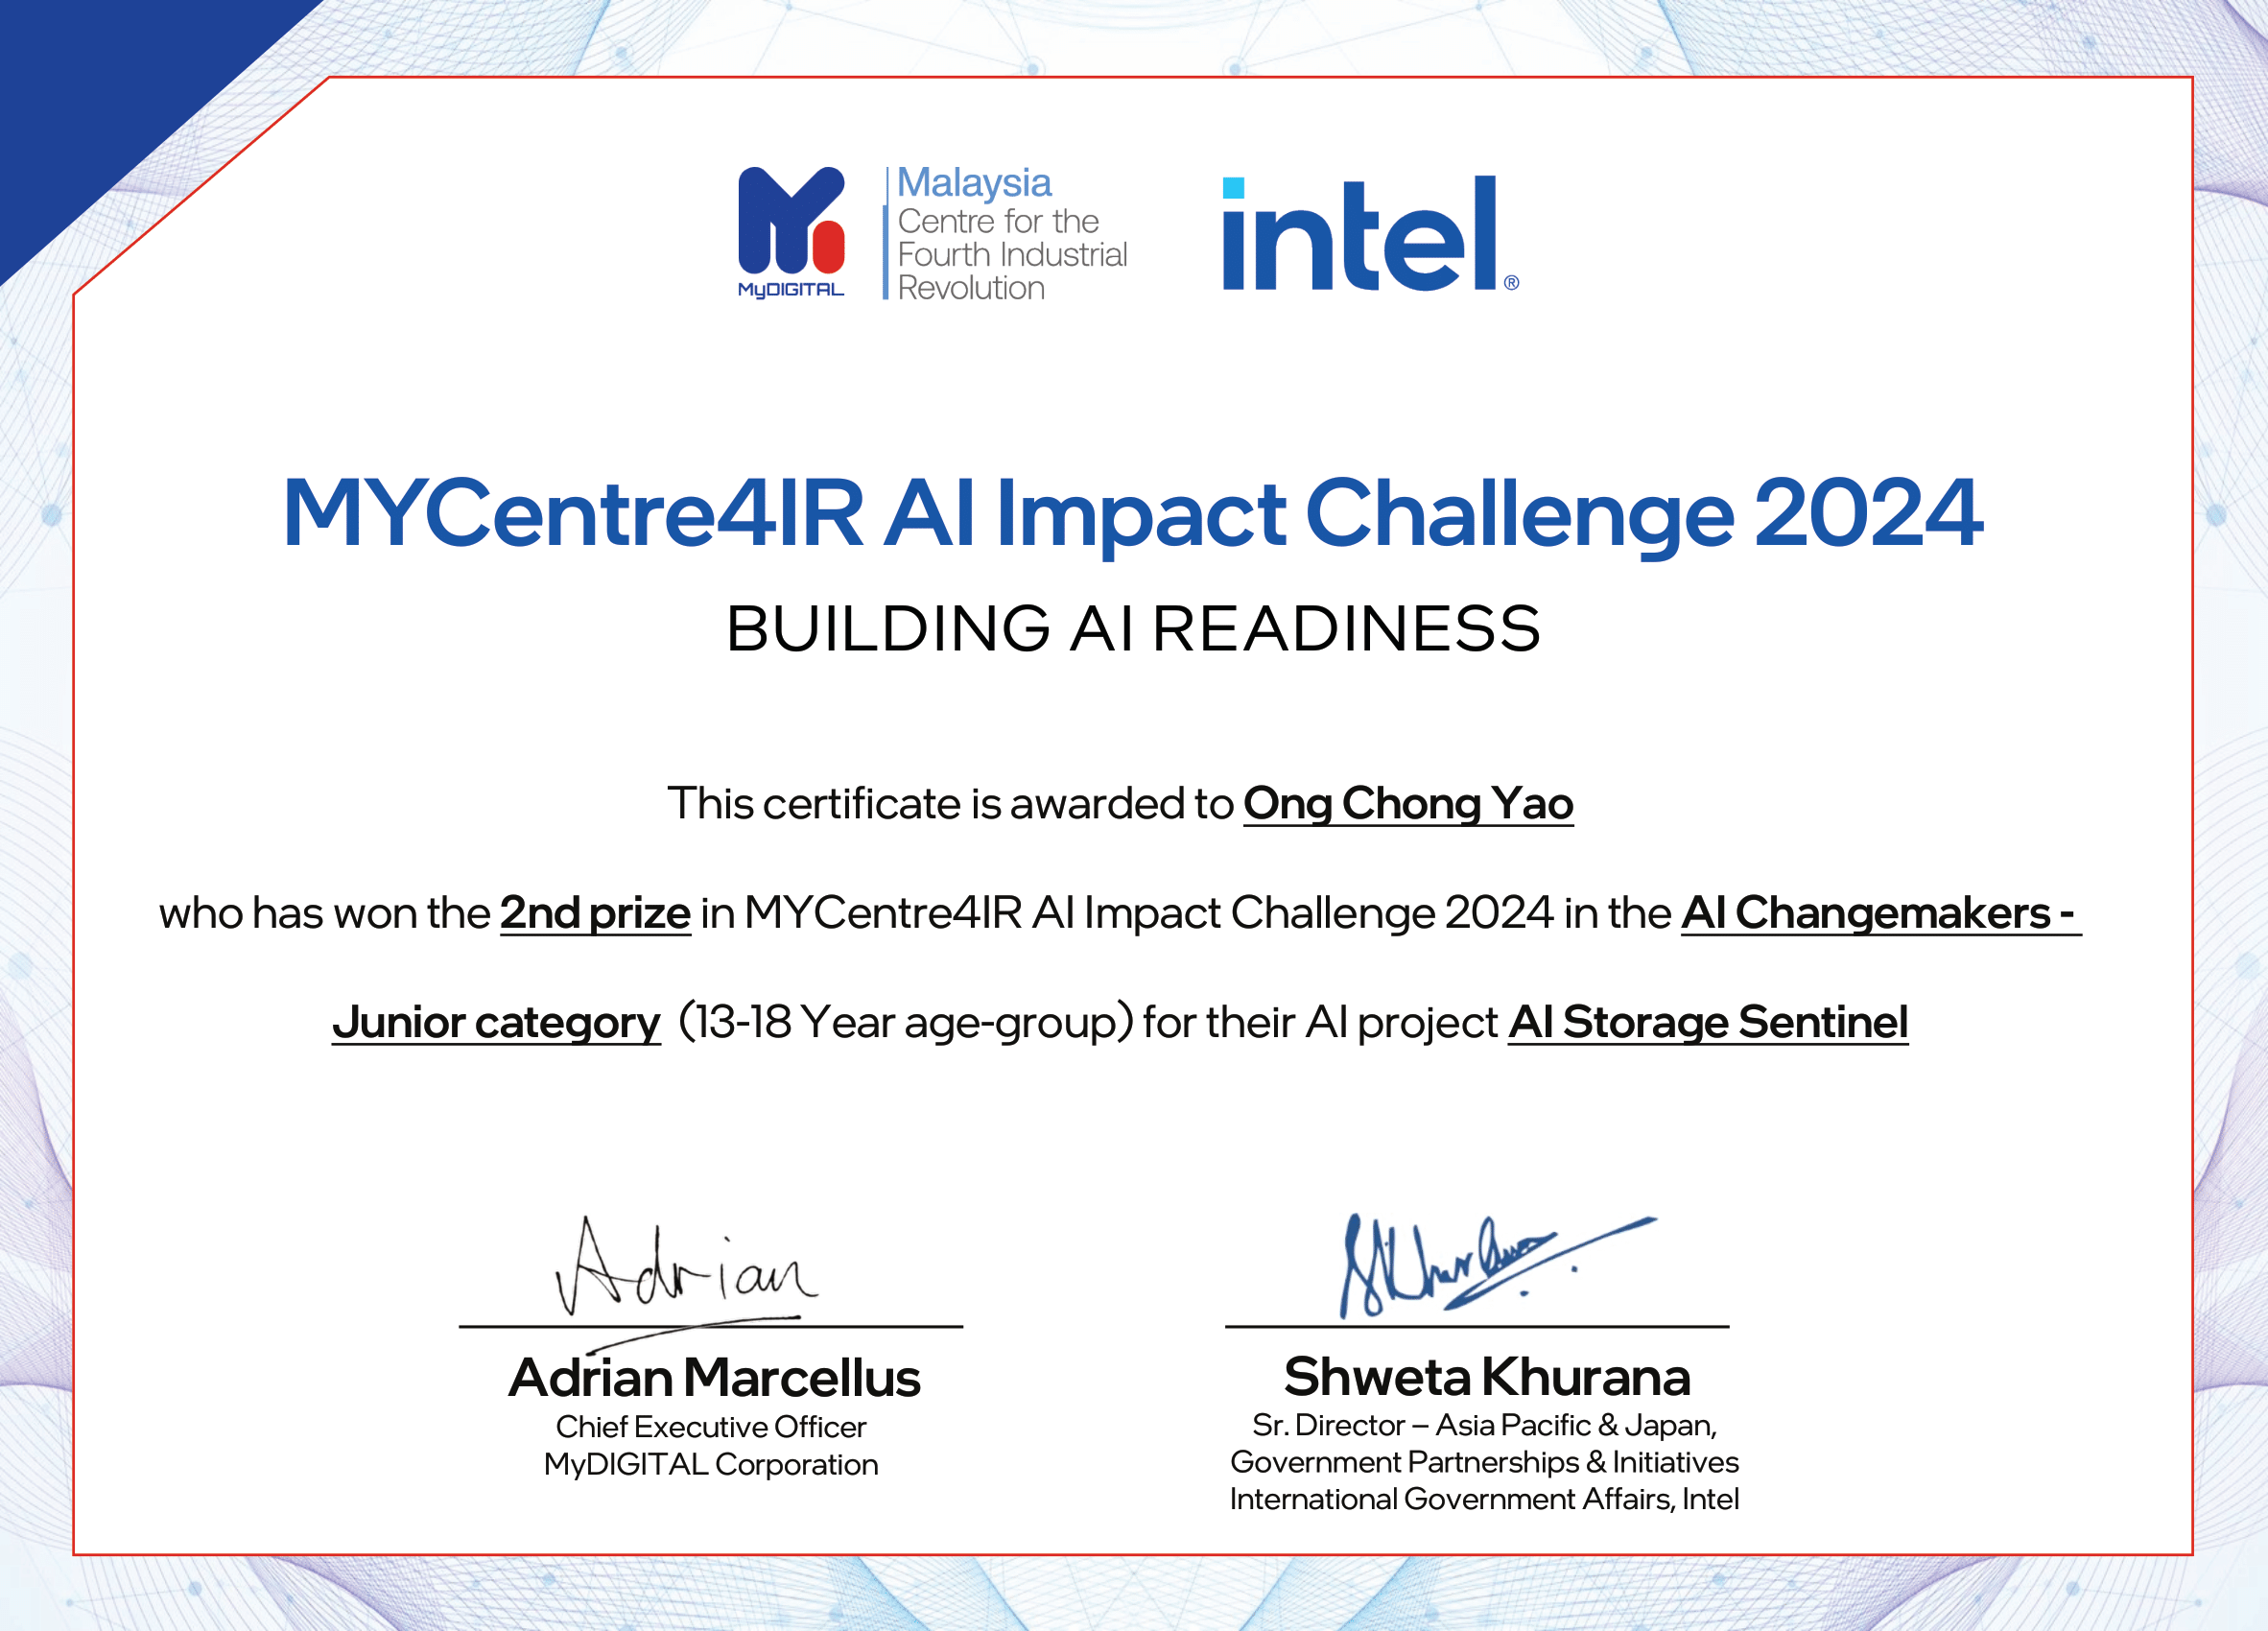 MyDIGITAL
Malaysia
Centre for the
Fourth Industrial
Revolution
intel®
MYCentre4IR AI Impact Challenge 2024
BUILDING AI READINESS
This certificate is awarded to Ong Chong Yao
who has won the 2nd prize in MYCentre4IR AI Impact Challenge 2024 in the AI Changemakers -
Junior category (13-18 Year age-group) for their AI project AI Storage Sentinel
Adrian
Adrian Marcellus
Chief Executive Officer
MyDIGITAL Corporation
SKhurana
Shweta Khurana
Sr. Director – Asia Pacific & Japan,
Government Partnerships & Initiatives
International Government Affairs, Intel